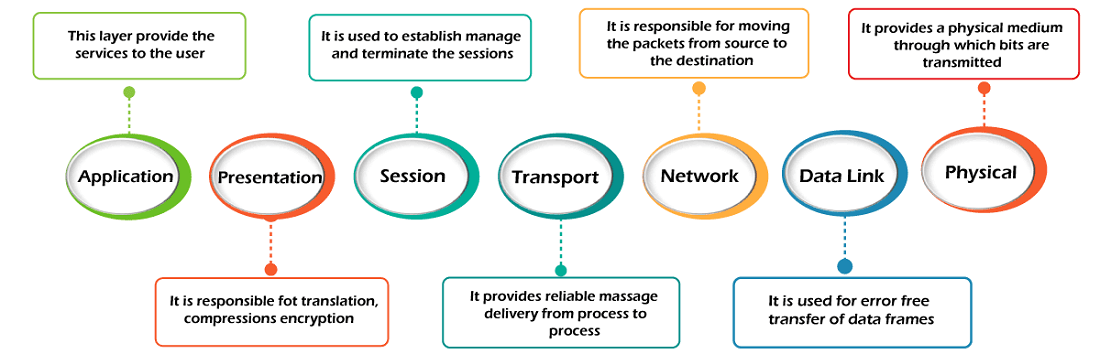 This layer provide the
services to the user
It is used to establish manage
and terminate the sessions
It is responsible for moving
the packets from source to
the destination
It provides a physical medium
through which bits are
transmitted
Application
Presentation
Session
Transport
Network
Data Link
Physical
It is responsible fot translation,
compressions encryption
It provides reliable massage
delivery from process to
process
It is used for error free
transfer of data frames